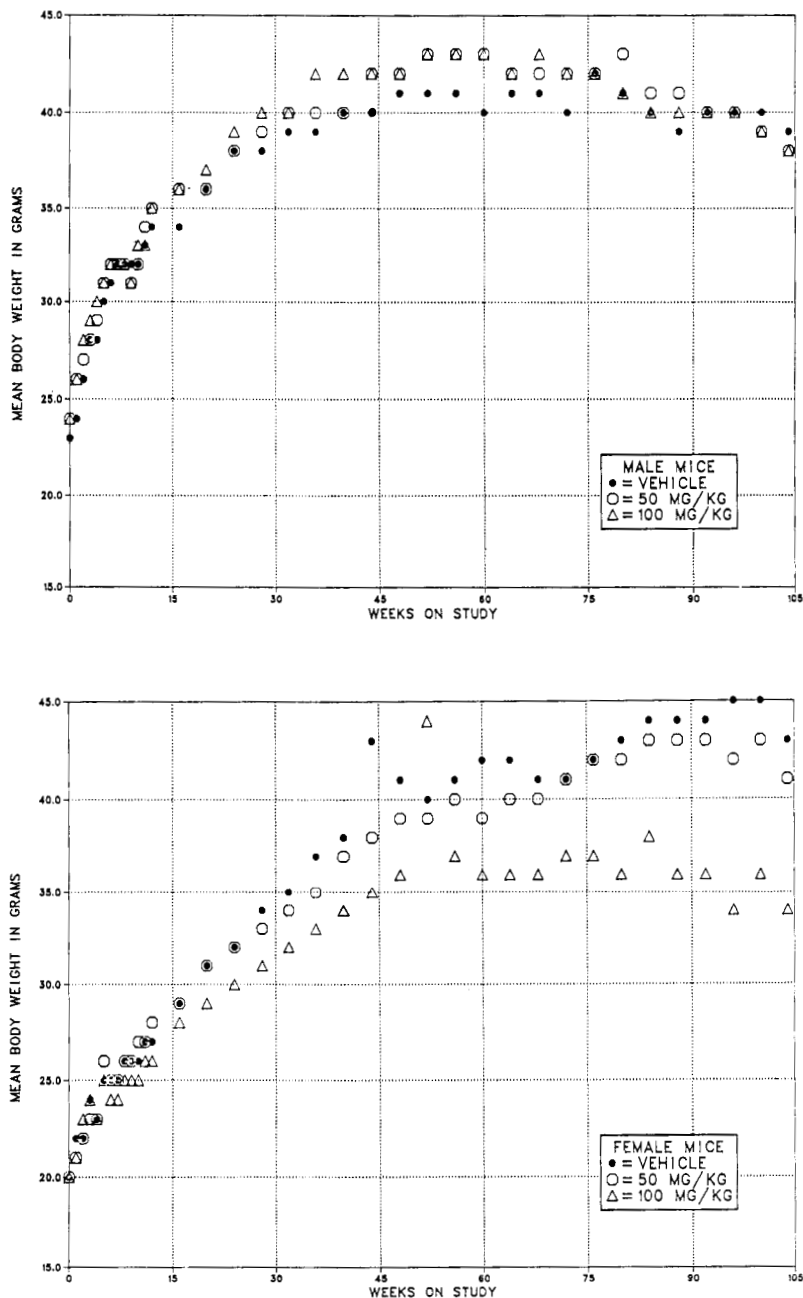 45.0
40.0
35.0
30.0
25.0
20.0
15.0
MEAN BODY WEIGHT IN GRAMS
MALE MICE
● = VEHICLE
○ = 50 MG/KG
△ = 100 MG/KG
0 15 30 45 60 75 90 105
WEEKS ON STUDY
45.0
40.0
35.0
30.0
25.0
20.0
15.0
MEAN BODY WEIGHT IN GRAMS
FEMALE MICE
● = VEHICLE
○ = 50 MG/KG
△ = 100 MG/KG
0 15 30 45 60 75 90 105
WEEKS ON STUDY